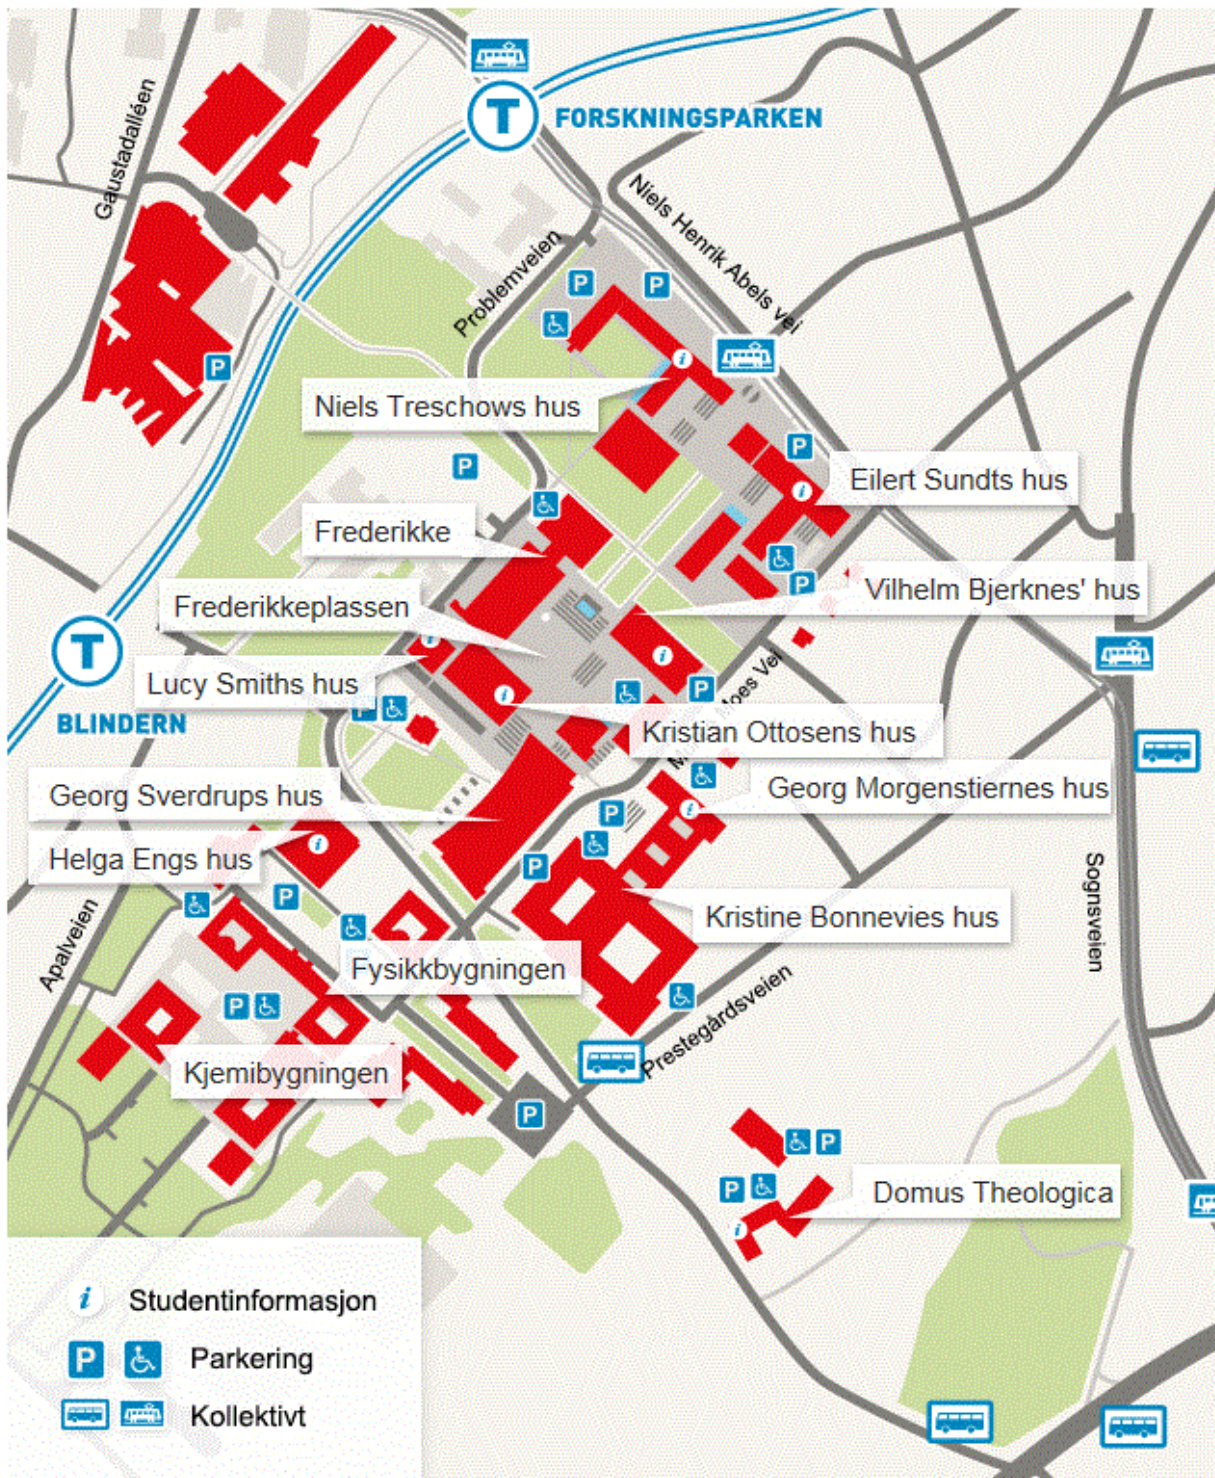 T
FORSKNINGSPARKEN
Gaustadalléen
Niels Henrik Abels vei
Problemveien
P
P
i
P
Niels Treschows hus
P
P
Eilert Sundts hus
i
Frederikke
Vilhelm Bjerknes' hus
P
Frederikkeplassen
i
T
i
Lucy Smiths hus
i
P
P
BLINDERN
Kristian Ottosens hus
Moes Vei
Georg Morgenstiernes hus
Georg Sverdrups hus
i
P
Helga Engs hus
i
P
P
Kristine Bonnevies hus
Apalveien
Sognsveien
Fysikkbygningen
P
Prestegårdsveien
Kjemibygningen
P
P
P
Domus Theologica
i
i Studentinformasjon
P Parkering
Kollektivt